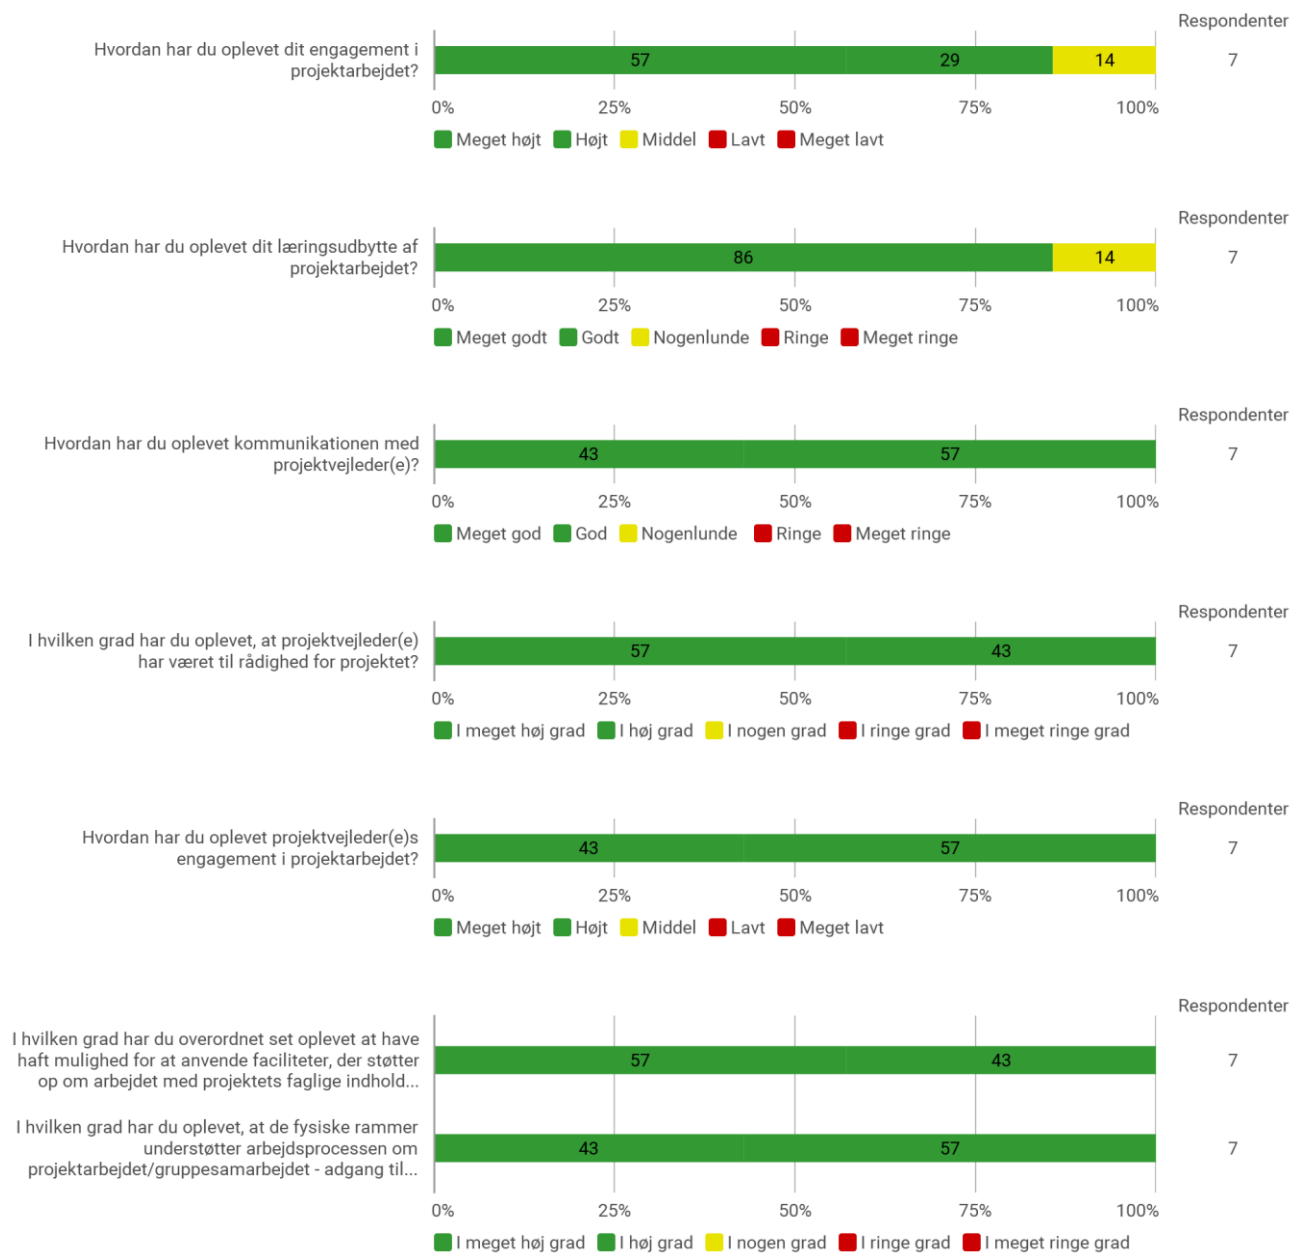 Respondenter
Hvordan har du oplevet dit engagement i
projektarbejdet?
57 29 14 7
0% 25% 50% 75% 100%
Meget højt Højt Middel Lavt Meget lavt
Respondenter
Hvordan har du oplevet dit læringsudbytte af
projektarbejdet?
86 14 7
0% 25% 50% 75% 100%
Meget godt Godt Nogenlunde Ringe Meget ringe
Respondenter
Hvordan har du oplevet kommunikationen med
projektvejleder(e)?
43 57 7
0% 25% 50% 75% 100%
Meget god God Nogenlunde Ringe Meget ringe
Respondenter
I hvilken grad har du oplevet, at projektvejleder(e)
har været til rådighed for projektet?
57 43 7
0% 25% 50% 75% 100%
I meget høj grad I høj grad I nogen grad I ringe grad I meget ringe grad
Respondenter
Hvordan har du oplevet projektvejleder(e)s
engagement i projektarbejdet?
43 57 7
0% 25% 50% 75% 100%
Meget højt Højt Middel Lavt Meget lavt
Respondenter
I hvilken grad har du overordnet set oplevet at have
haft mulighed for at anvende faciliteter, der støtter
op om arbejdet med projektets faglige indhold...
57 43 7
I hvilken grad har du oplevet, at de fysiske rammer
understøtter arbejdsprocessen om
projektarbejdet/gruppesamarbejdet - adgang til...
43 57 7
0% 25% 50% 75% 100%
I meget høj grad I høj grad I nogen grad I ringe grad I meget ringe grad